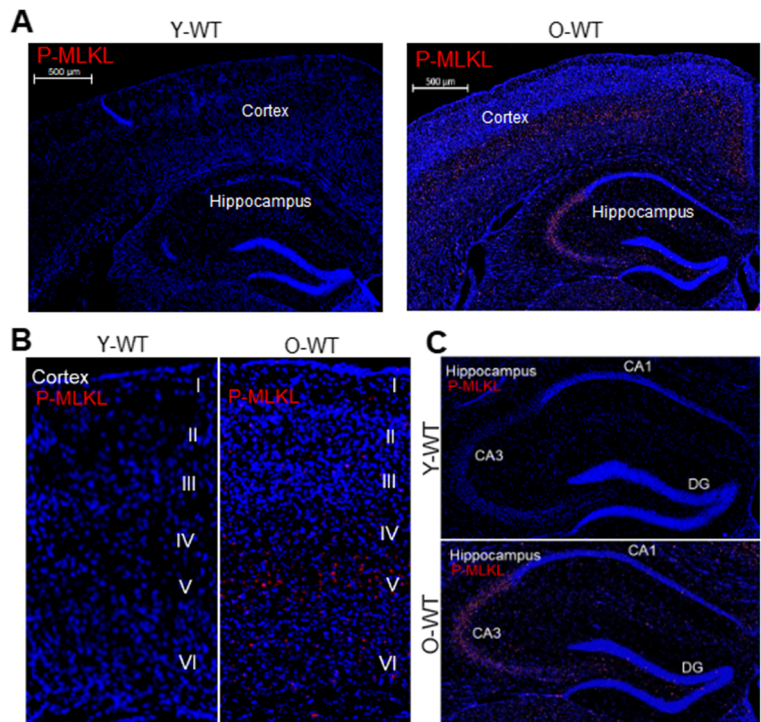 A
Y-WT
O-WT
P-MLKL
500 µm
Cortex
Hippocampus
P-MLKL
500 µm
Cortex
Hippocampus
B
Y-WT
O-WT
Cortex
P-MLKL
I
II
III
IV
V
VI
P-MLKL
I
II
III
IV
V
VI
C
Y-WT
Hippocampus
P-MLKL
CA1
CA3
DG
O-WT
Hippocampus
P-MLKL
CA1
CA3
DG